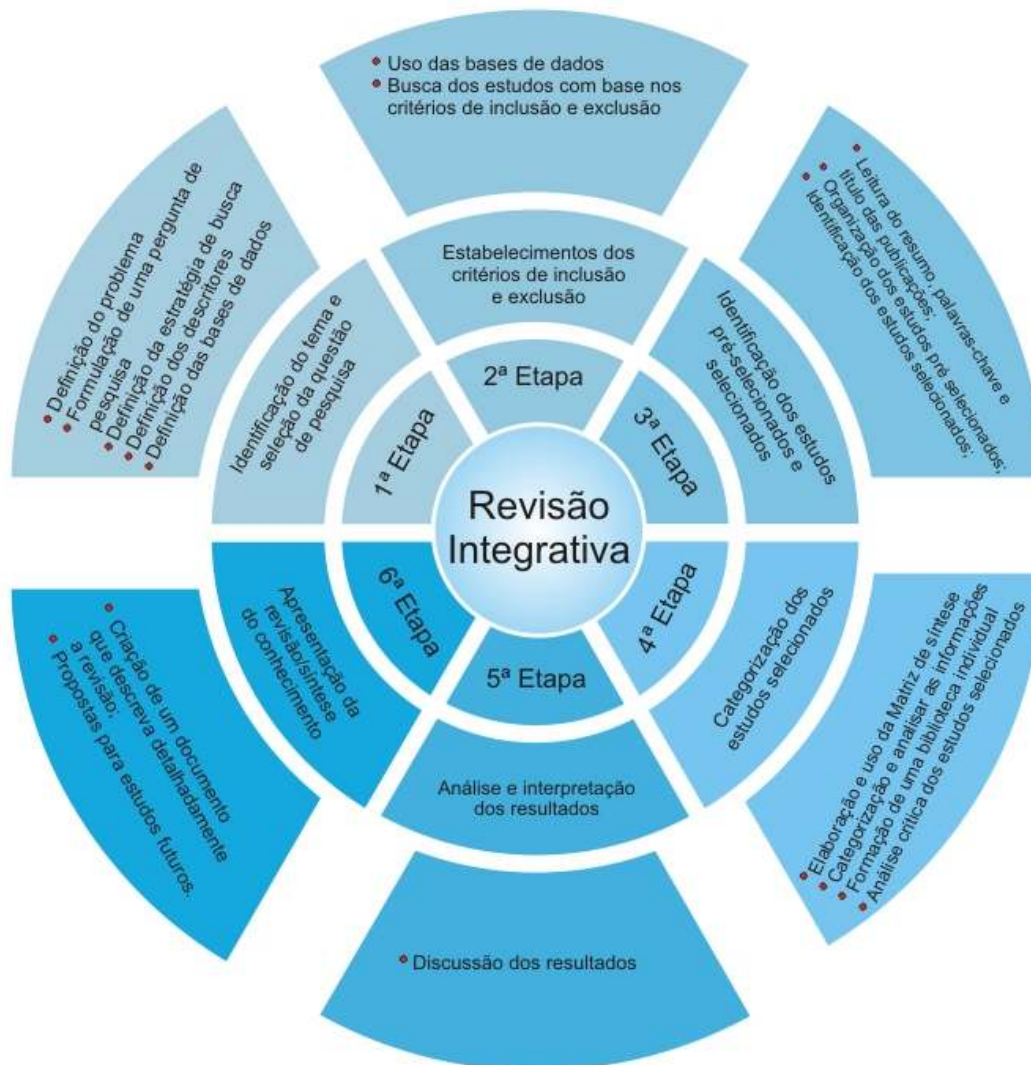 Revisão
Integrativa
1ª Etapa
Identificação do tema e
seleção da questão
de pesquisa
Definição do problema
Formulação de uma pergunta de
pesquisa
Definição da estratégia de busca
Definição dos descritores
Definição das bases de dados
2ª Etapa
Estabelecimentos dos
critérios de inclusão
e exclusão
Uso das bases de dados
Busca dos estudos com base nos
critérios de inclusão e exclusão
3ª Etapa
Identificação dos estudos
pré-selecionados e
selecionados
Leitura do resumo, palavras-chave e
título das publicações;
Organização dos estudos pré selecionados;
Identificação dos estudos selecionados;
4ª Etapa
Categorização dos
estudos selecionados
Elaboração e uso da Matriz de síntese
Categorização e analisar as informações
Formação de uma biblioteca individual
Análise crítica dos estudos selecionados
5ª Etapa
Análise e interpretação
dos resultados
Discussão dos resultados
6ª Etapa
Apresentação da
revisão/síntese
do conhecimento
Criação de um documento
que descreva detalhadamente
a revisão;
Propostas para estudos futuros.